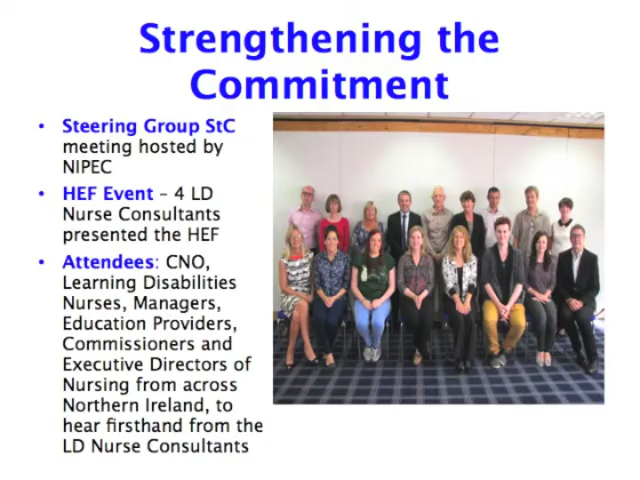 Strengthening the
Commitment
• Steering Group StC
meeting hosted by
NIPEC
• HEF Event – 4 LD
Nurse Consultants
presented the HEF
• Attendees: CNO,
Learning Disabilities
Nurses, Managers,
Education Providers,
Commissioners and
Executive Directors of
Nursing from across
Northern Ireland, to
hear firsthand from the
LD Nurse Consultants